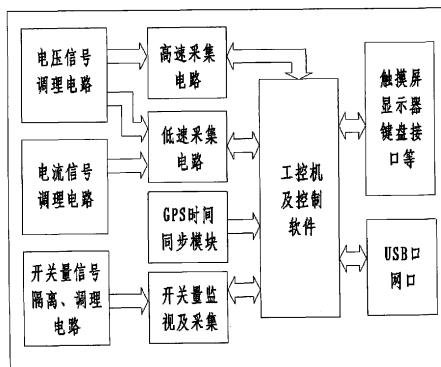 电压信号
调理电路
高速采集
电路
触摸屏
显示器
键盘接
口等
低速采集
电路
电流信号
调理电路
工控机
及控制
软件
GPS时间
同步模块
USB口
网口
开关量信号
隔离、调理
电路
开关量监
视及采集